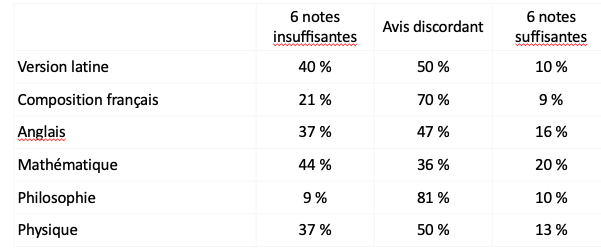 6 notes insuffisantes Avis discordant 6 notes suffisantes
Version latine 40 % 50 % 10 %
Composition français 21 % 70 % 9 %
Anglais 37 % 47 % 16 %
Mathématique 44 % 36 % 20 %
Philosophie 9 % 81 % 10 %
Physique 37 % 50 % 13 %